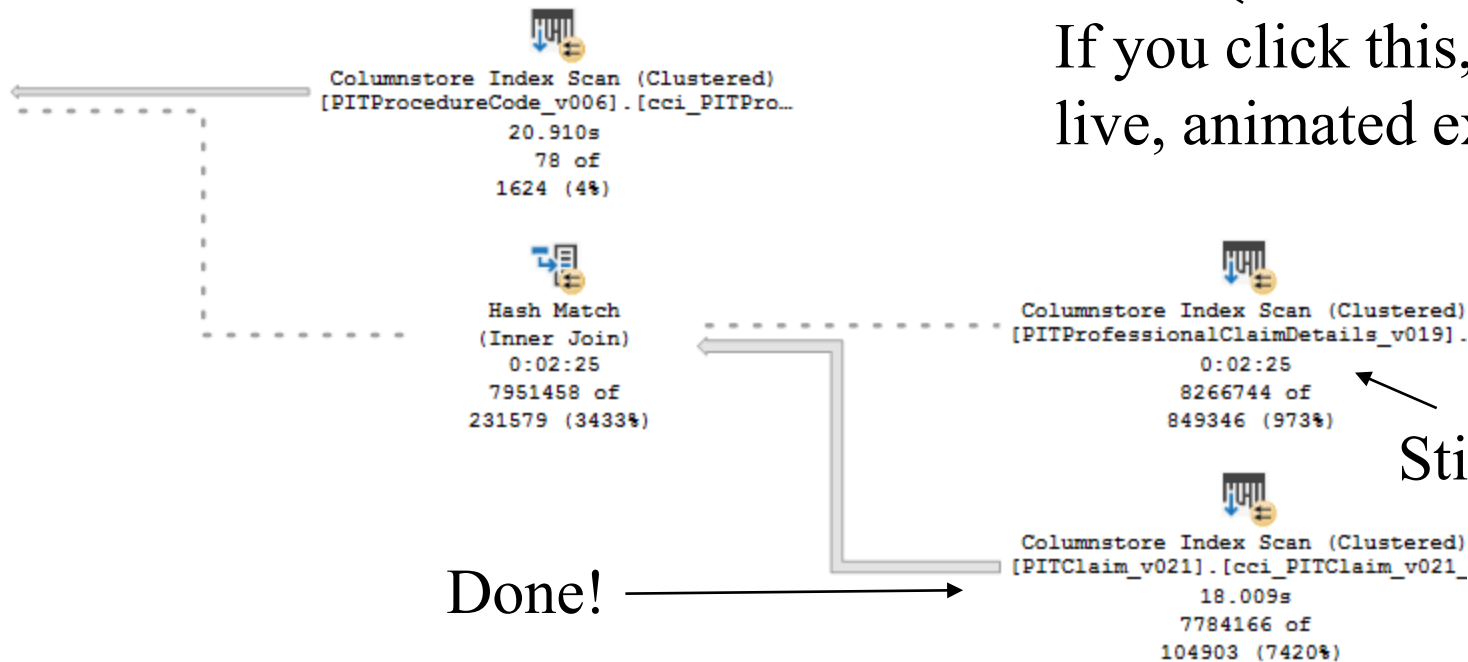 If you click this,
live, animated ex
Columnstore Index Scan (Clustered)
[PITProcedureCode_v006].[cci_PITPro…
20.910s
78 of
1624 (4%)
Hash Match
(Inner Join)
0:02:25
7951458 of
231579 (3433%)
Columnstore Index Scan (Clustered)
[PITProfessionalClaimDetails_v019].
0:02:25
8266744 of
849346 (973%)
Sti
Columnstore Index Scan (Clustered)
[PITClaim_v021].[cci_PITClaim_v021_
18.009s
7784166 of
104903 (7420%)
Done!